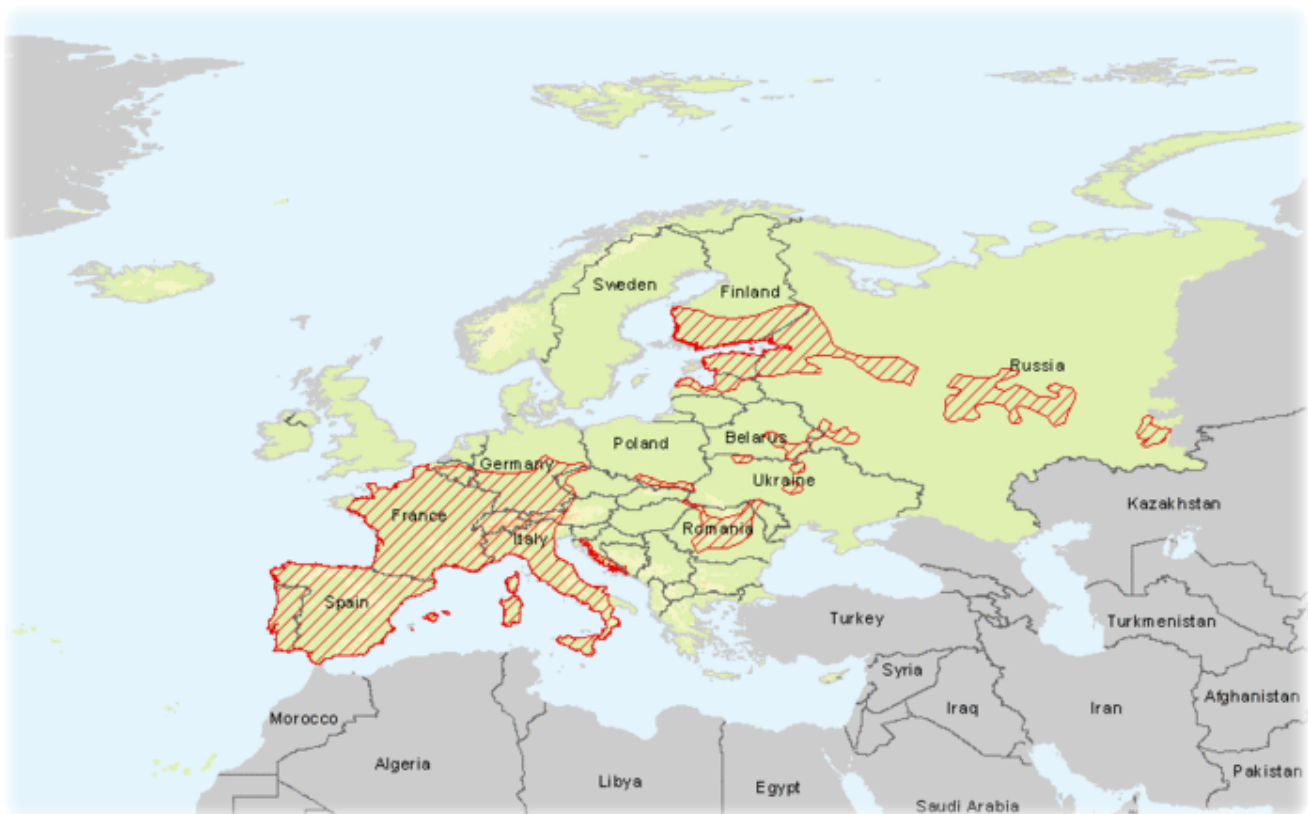 Sweden
Finland
Russia
Poland
Belarus
Germany
Ukraine
Kazakhstan
France
Romania
Italy
Spain
Turkey
Turkmenistan
Syria
Afghanistan
Iraq
Iran
Morocco
Algeria
Libya
Egypt
Pakistan
Saudi Arabia